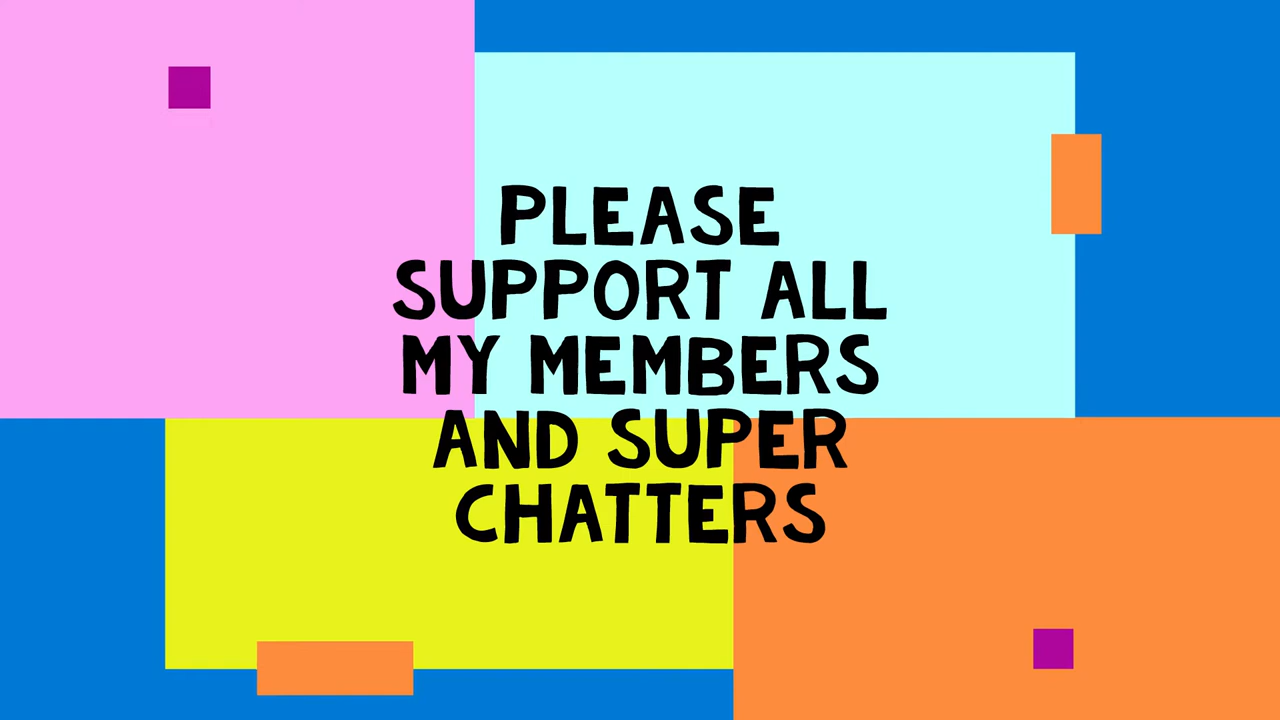 PLEASE
SUPPORT ALL
MY MEMBERS
AND SUPER
CHATTERS